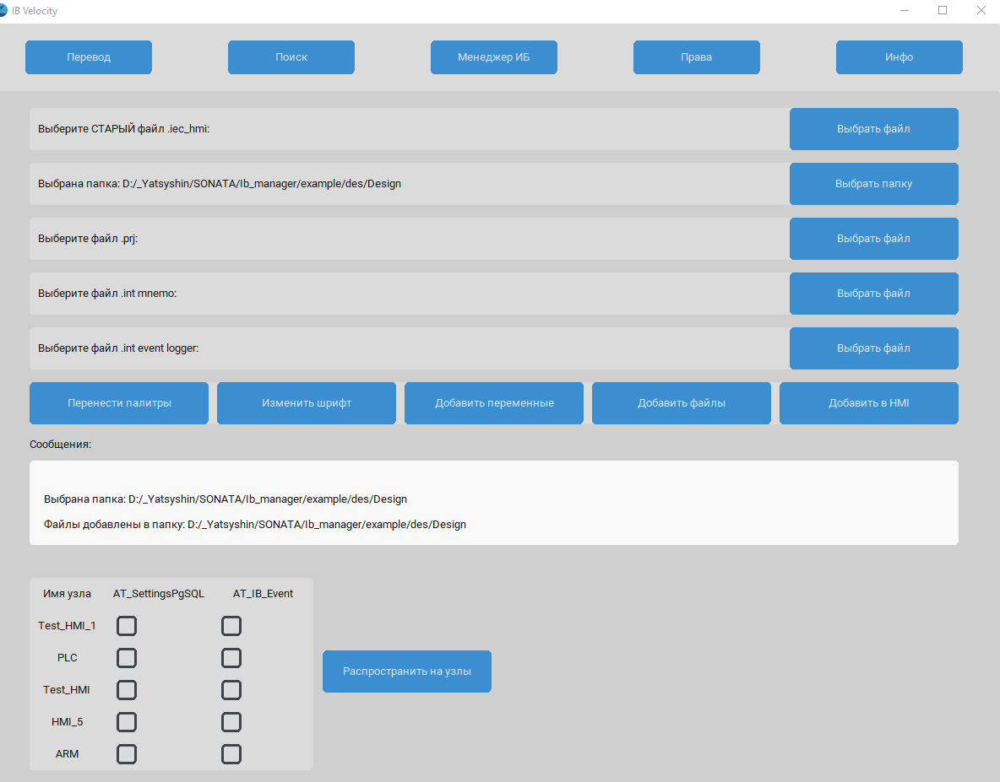 IB Velocity
Перевод Поиск Менеджер ИБ Права Инфо
Выберите СТАРЫЙ файл .iec_hmi: Выбрать файл
Выбрана папка: D:/_Yatsyshin/SONATA/Ib_manager/example/des/Design Выбрать папку
Выберите файл .prj: Выбрать файл
Выберите файл .int mnemo: Выбрать файл
Выберите файл .int event logger: Выбрать файл
Перенести палитры Изменить шрифт Добавить переменные Добавить файлы Добавить в HMI
Сообщения:
Выбрана папка: D:/_Yatsyshin/SONATA/Ib_manager/example/des/Design
Файлы добавлены в папку: D:/_Yatsyshin/SONATA/Ib_manager/example/des/Design
Имя узла AT_SettingsPgSQL AT_IB_Event
Test_HMI_1
PLC
Распространить на узлы
Test_HMI
HMI_5
ARM